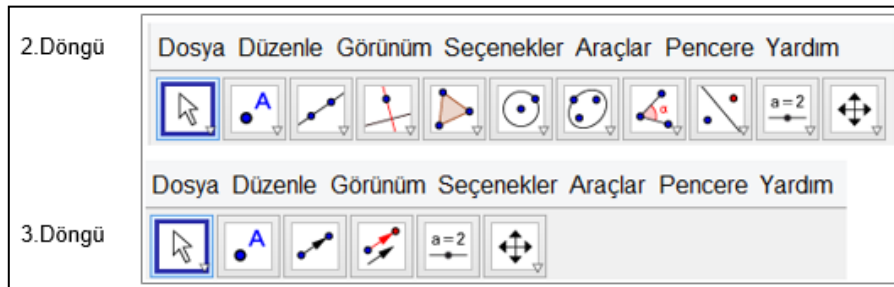 2.Döngü
Dosya Düzenle Görünüm Seçenekler Araçlar Pencere Yardım
A
α
a=2
Dosya Düzenle Görünüm Seçenekler Araçlar Pencere Yardım
3.Döngü
A
a=2